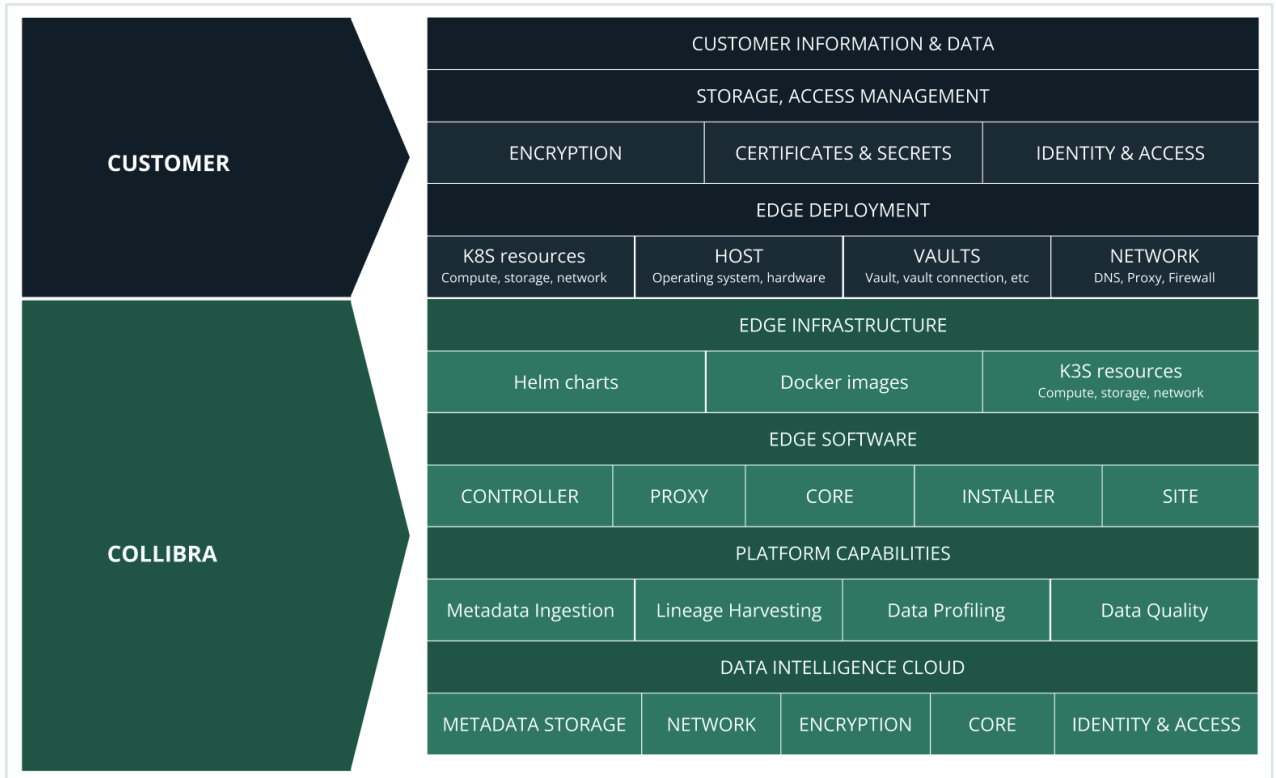 CUSTOMER
CUSTOMER INFORMATION & DATA
STORAGE, ACCESS MANAGEMENT
ENCRYPTION
CERTIFICATES & SECRETS
IDENTITY & ACCESS
EDGE DEPLOYMENT
K8S resources
Compute, storage, network
HOST
Operating system, hardware
VAULTS
Vault, vault connection, etc
NETWORK
DNS, Proxy, Firewall
COLLIBRA
EDGE INFRASTRUCTURE
Helm charts
Docker images
K3S resources
Compute, storage, network
EDGE SOFTWARE
CONTROLLER
PROXY
CORE
INSTALLER
SITE
PLATFORM CAPABILITIES
Metadata Ingestion
Lineage Harvesting
Data Profiling
Data Quality
DATA INTELLIGENCE CLOUD
METADATA STORAGE
NETWORK
ENCRYPTION
CORE
IDENTITY & ACCESS